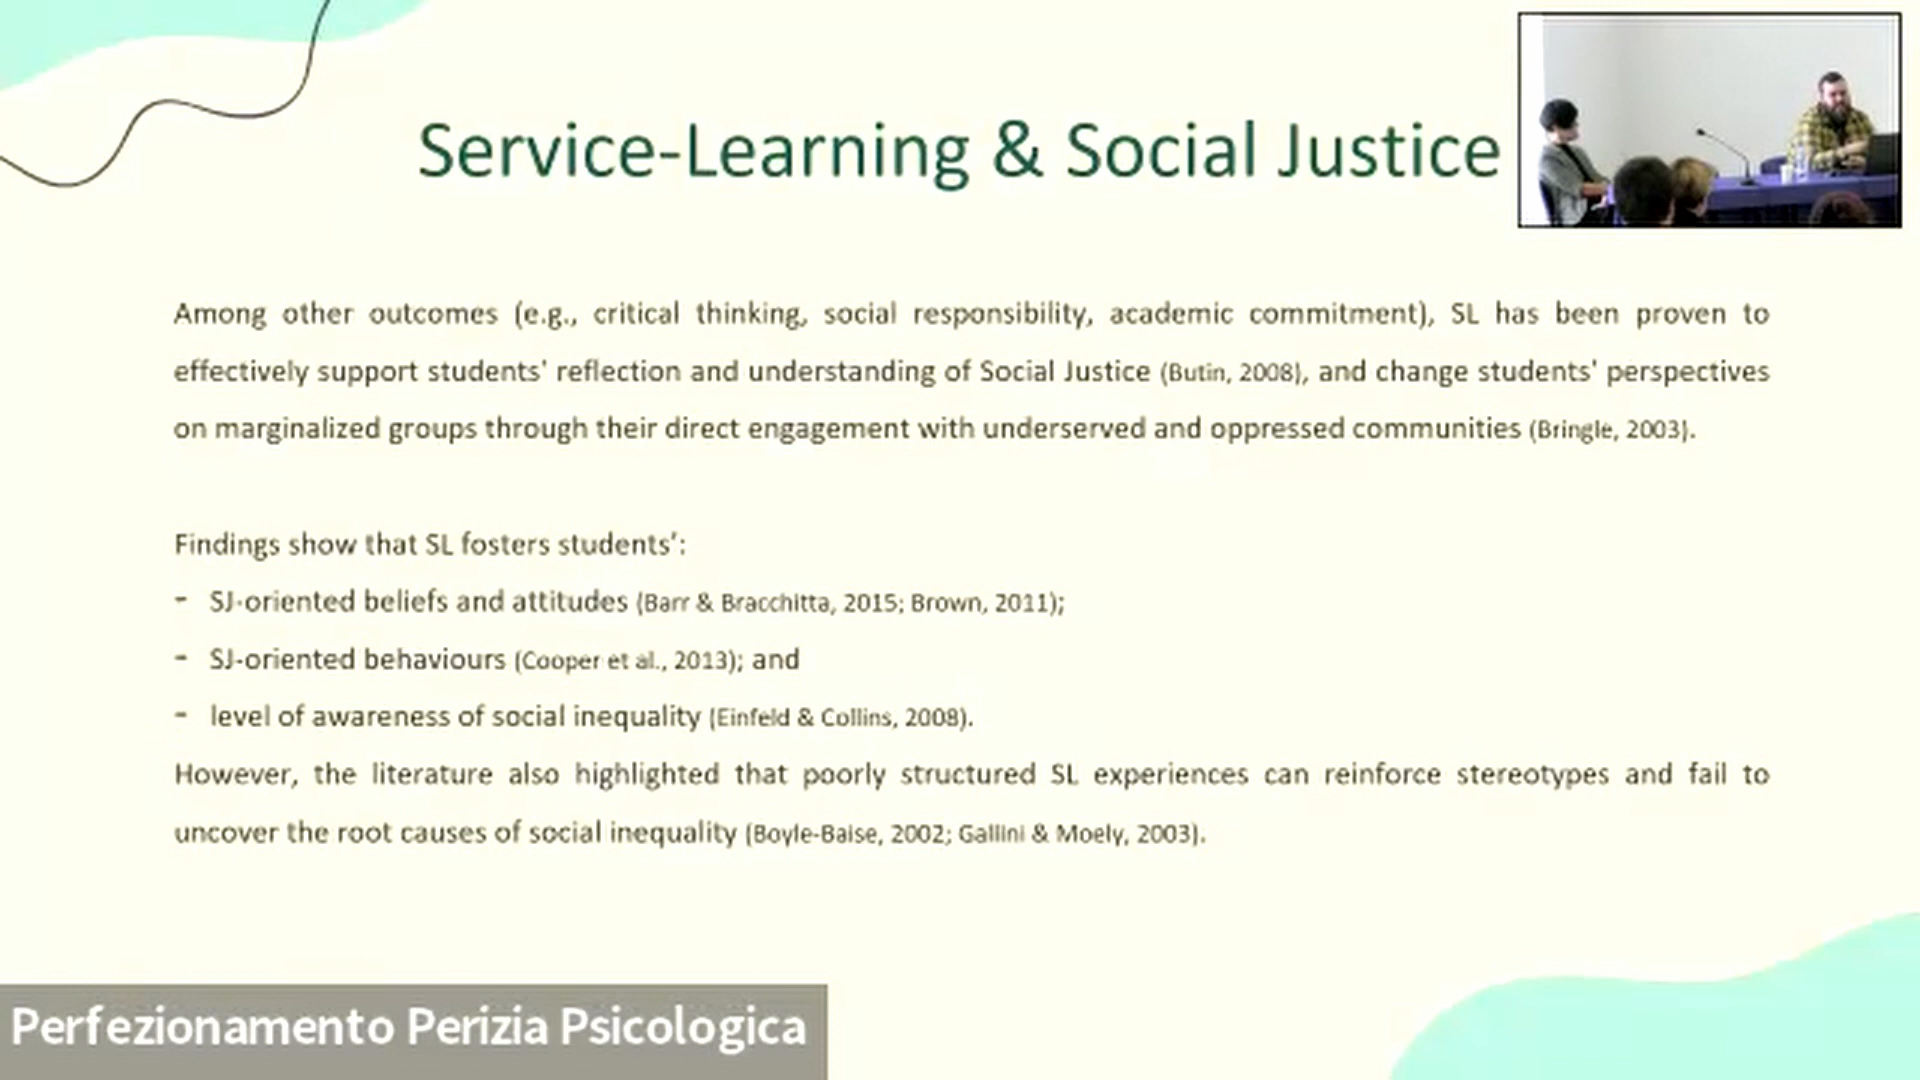 Service-Learning & Social Justice
Among other outcomes (e.g., critical thinking, social responsibility, academic commitment), SL has been proven to
effectively support students' reflection and understanding of Social Justice (Butin, 2008), and change students' perspectives
on marginalized groups through their direct engagement with underserved and oppressed communities (Bringle, 2003).
Findings show that SL fosters students':
- SJ-oriented beliefs and attitudes (Barr & Bracchitta, 2015; Brown, 2011);
- SJ-oriented behaviours (Cooper et al., 2013); and
- level of awareness of social inequality (Einfeld & Collins, 2008).
However, the literature also highlighted that poorly structured SL experiences can reinforce stereotypes and fail to
uncover the root causes of social inequality (Boyle-Baise, 2002; Gallini & Moely, 2003).
Perfezionamento Perizia Psicologica